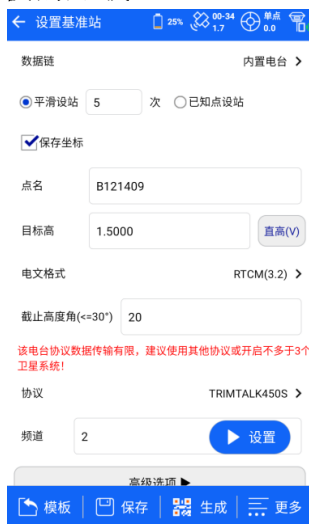 设置基准站 25% 00-34 1.7 单点 0.0
数据链 内置电台
平滑设站 5 次 已知点设站
保存坐标
点名 B121409
目标高 1.5000 直高(V)
电文格式 RTCM(3.2)
截止高度角(<=30°) 20
该电台协议数据传输有限，建议使用其他协议或开启不多于3个
卫星系统！
协议 TRIMTALK450S
频道 2 设置
高级选项
模板 保存 生成 更多